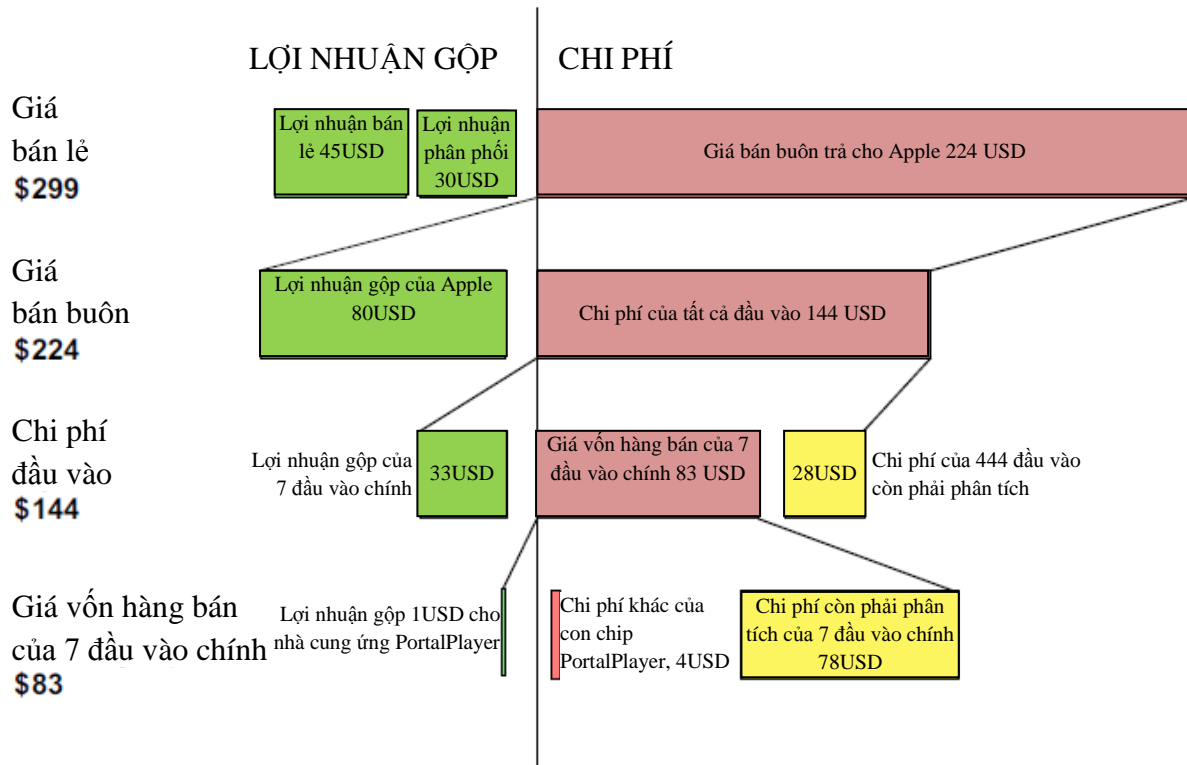 LỢI NHUẬN GỘP
CHI PHÍ
Giá
bán lẻ
$299
Lợi nhuận bán
lẻ 45USD
Lợi nhuận
phân phối
30USD
Giá bán buôn trả cho Apple 224 USD
Giá
bán buôn
$224
Lợi nhuận gộp của Apple
80USD
Chi phí của tất cả đầu vào 144 USD
Chi phí
đầu vào
$144
Lợi nhuận gộp của
7 đầu vào chính
33USD
Giá vốn hàng bán của 7
đầu vào chính 83 USD
28USD
Chi phí của 444 đầu vào
còn phải phân tích
Giá vốn hàng bán
của 7 đầu vào chính
$83
Lợi nhuận gộp 1USD cho
nhà cung ứng PortalPlayer
Chi phí khác của
con chip
PortalPlayer, 4USD
Chi phí còn phải phân
tích của 7 đầu vào chính
78USD